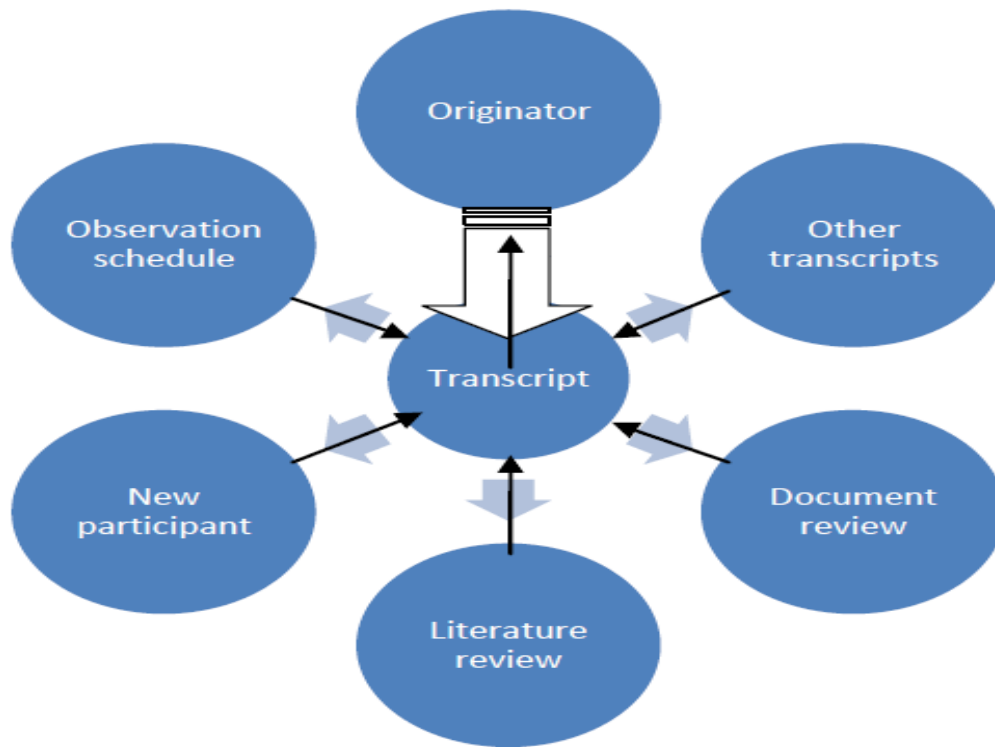 Originator
Observation
schedule
Other
transcripts
Transcript
New
participant
Document
review
Literature
review